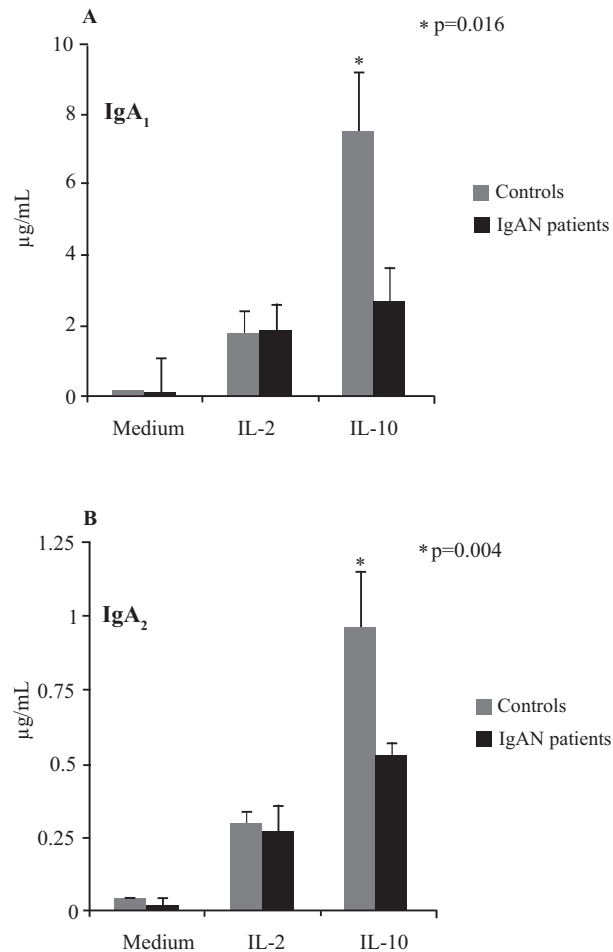 A
* p=0.016
10
*
IgA₁
8
6
4
2
0
µg/mL
Controls
IgAN patients
Medium IL-2 IL-10
B
* p=0.004
1.25
*
IgA₂
1
0.75
0.5
0.25
0
µg/mL
Controls
IgAN patients
Medium IL-2 IL-10